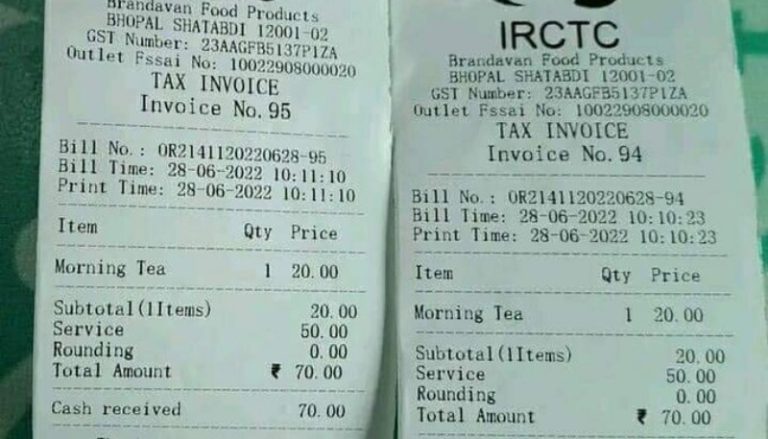 Brandavan Food Products
BHOPAL SHATABDI 12001-02
GST Number: 23AAGFB5137P1ZA
Outlet Fssai No: 10022908000020
TAX INVOICE
Invoice No. 95
Bill No.: OR2141120220628-95
Bill Time: 28-06-2022 10:11:10
Print Time: 28-06-2022 10:11:10
Item Qty Price
Morning Tea 1 20.00
Subtotal(1Items) 20.00
Service 50.00
Rounding 0.00
Total Amount ₹ 70.00
Cash received 70.00
IRCTC
Brandavan Food Products
BHOPAL SHATABDI 12001-02
GST Number: 23AAGFB5137P1ZA
Outlet Fssai No: 10022908000020
TAX INVOICE
Invoice No. 94
Bill No.: OR2141120220628-94
Bill Time: 28-06-2022 10:10:23
Print Time: 28-06-2022 10:10:23
Item Qty Price
Morning Tea 1 20.00
Subtotal(1Items) 20.00
Service 50.00
Rounding 0.00
Total Amount ₹ 70.00